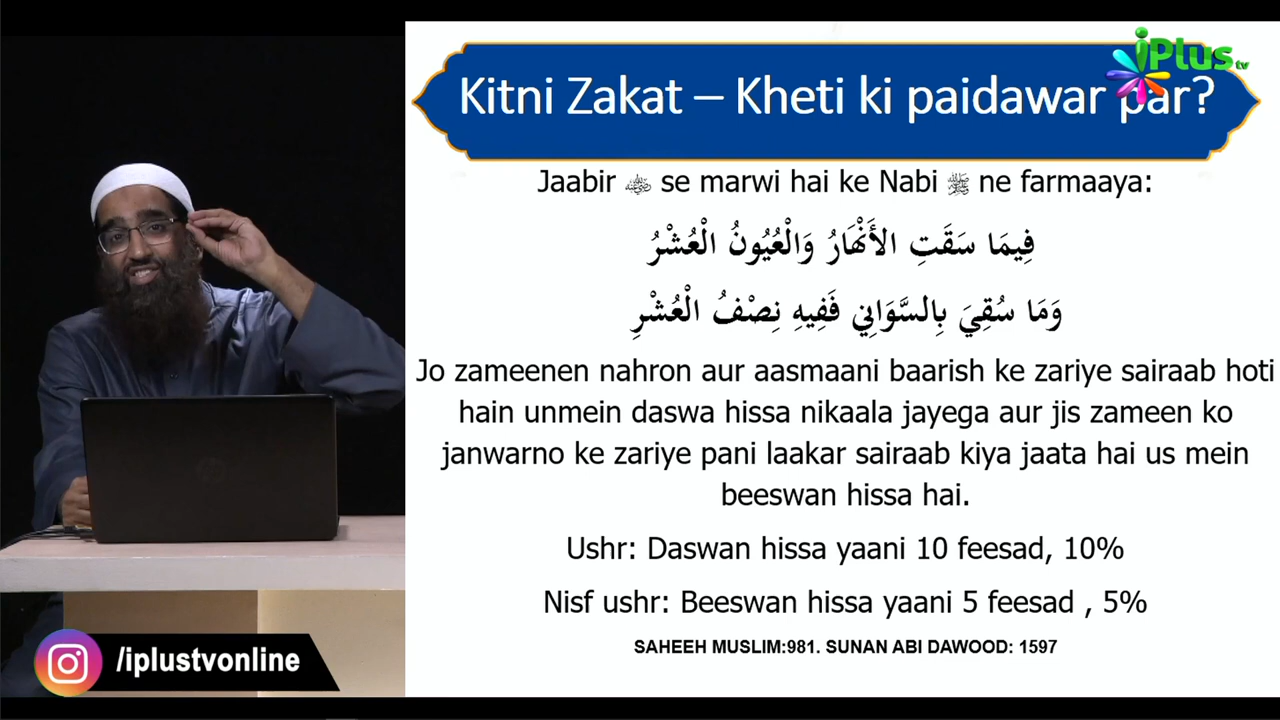 iPlus tv
Kitni Zakat – Kheti ki paidawar par?
Jaabir رضي الله عنه se marwi hai ke Nabi ﷺ ne farmaaya:
فِيمَا سَقَتِ الأَنْهَارُ وَالْعُيُونُ الْعُشْرُ
وَمَا سُقِيَ بِالسَّوَانِي فَفِيهِ نِصْفُ الْعُشْرِ
Jo zameenen nahron aur aasmaani baarish ke zariye sairaab hoti
hain unmein daswa hissa nikaala jayega aur jis zameen ko
janwarno ke zariye pani laakar sairaab kiya jaata hai us mein
beeswan hissa hai.
Ushr: Daswan hissa yaani 10 feesad, 10%
Nisf ushr: Beeswan hissa yaani 5 feesad , 5%
SAHEEH MUSLIM:981. SUNAN ABI DAWOOD: 1597
/iplustvonline